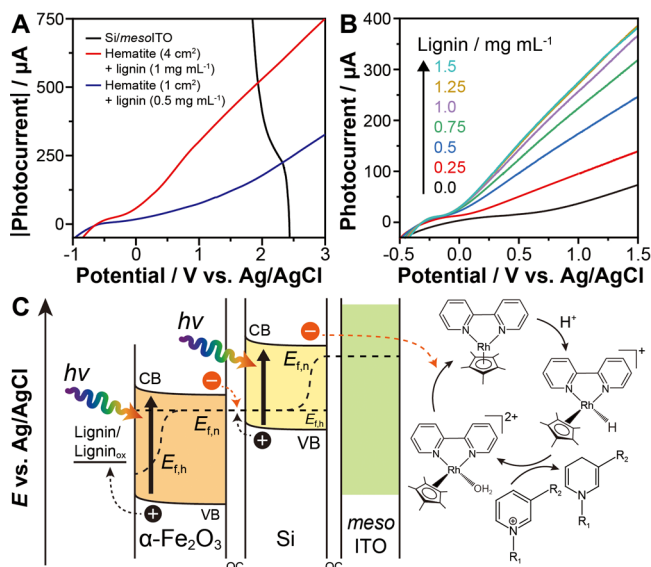 A
|Photocurrent| / μA
750
500
250
0
-1
0
1
2
3
Potential / V vs. Ag/AgCl
Si/mesoITO
Hematite (4 cm²)
+ lignin (1 mg mL⁻¹)
Hematite (1 cm²)
+ lignin (0.5 mg mL⁻¹)
B
Photocurrent / μA
400
300
200
100
0
-0.5
0.0
0.5
1.0
1.5
Potential / V vs. Ag/AgCl
Lignin / mg mL⁻¹
1.5
1.25
1.0
0.75
0.5
0.25
0.0
C
E vs. Ag/AgCl
hν
hν
CB
CB
Lignin/
Ligninox
Ef,n
Ef,h
VB
α-Fe₂O₃
Ef,n
Ef,h
VB
Si
meso
ITO
Rh
H⁺
+
Rh
H
2+
Rh
OH₂
R₂
N
R₁
R₂
N
R₁
N
N
N
N
N
N